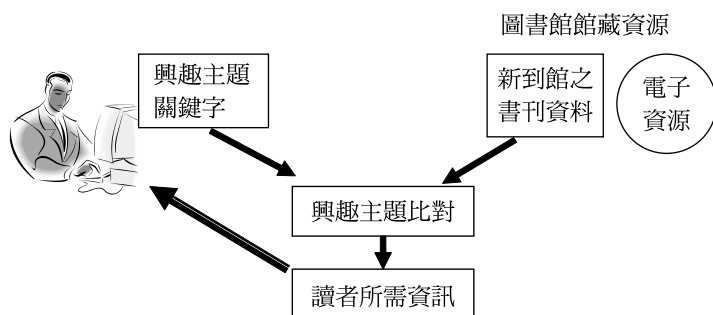 圖書館館藏資源
興趣主題
關鍵字
新到館之
書刊資料
電子
資源
興趣主題比對
讀者所需資訊